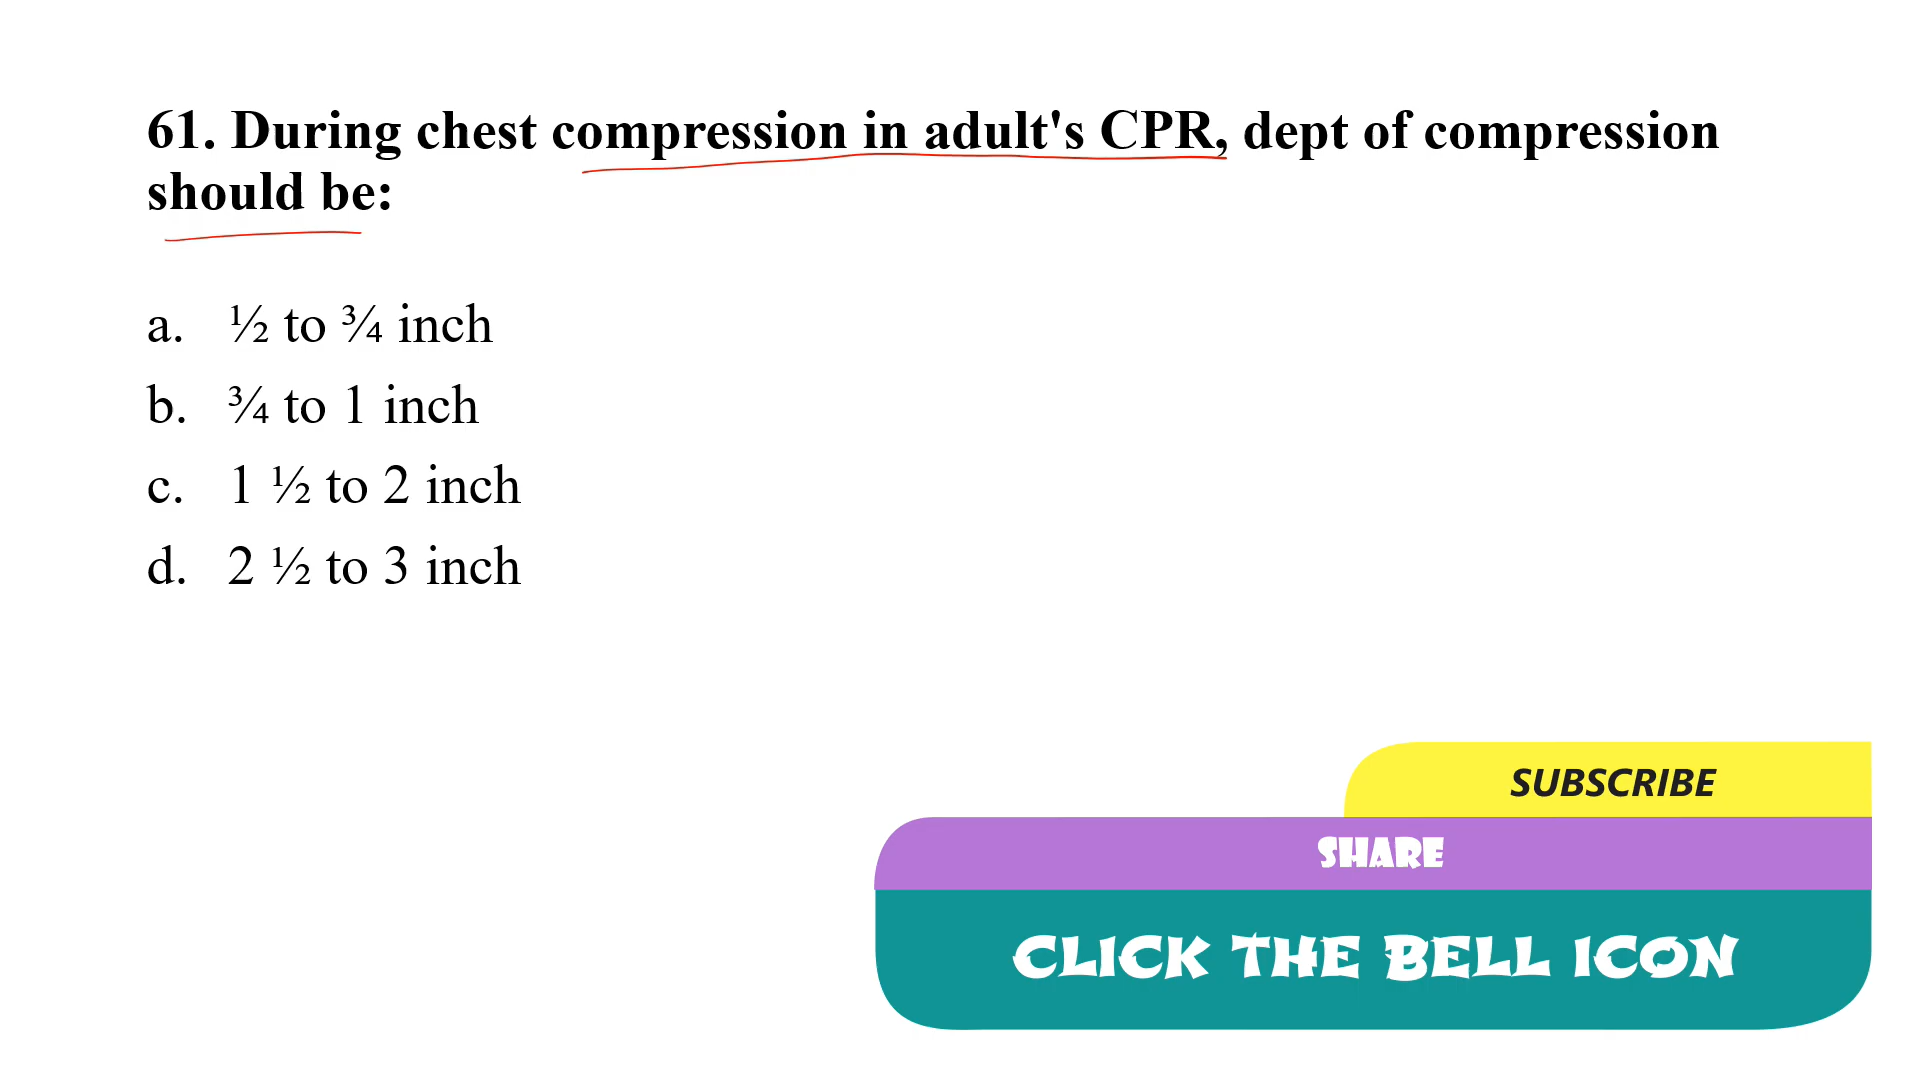 61. During chest compression in adult's CPR, dept of compression
should be:
a. ½ to ¾ inch
b. ¾ to 1 inch
c. 1 ½ to 2 inch
d. 2 ½ to 3 inch
SUBSCRIBE
SHARE
CLICK THE BELL ICON